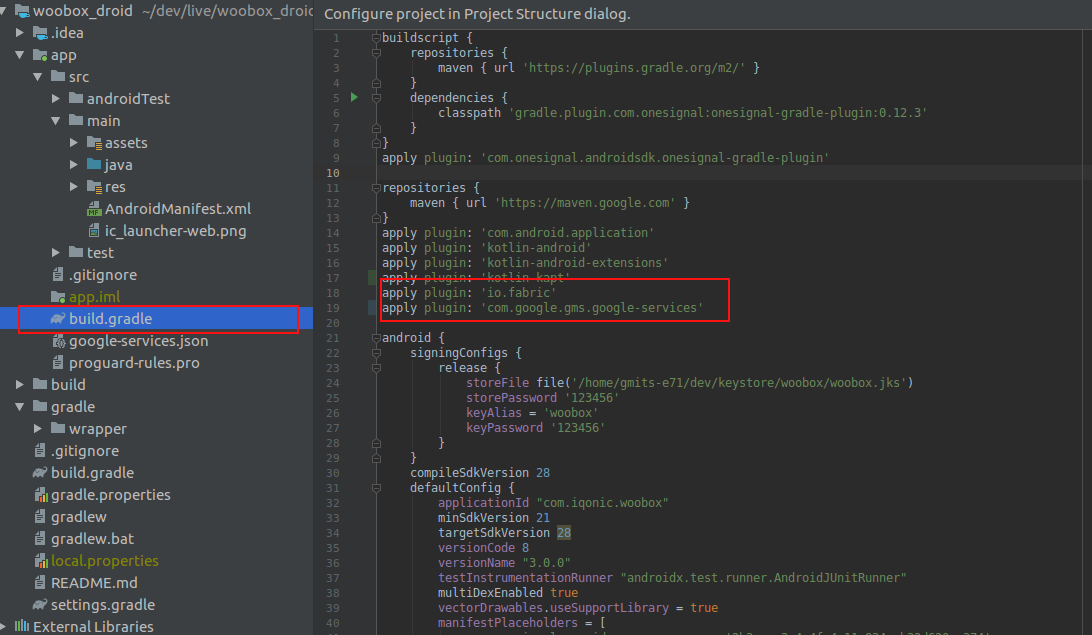 woobox_droid ~/dev/live/woobox_droid
.idea
app
src
androidTest
main
assets
java
res
AndroidManifest.xml
ic_launcher-web.png
test
.gitignore
app.iml
build.gradle
google-services.json
proguard-rules.pro
build
gradle
wrapper
.gitignore
build.gradle
gradle.properties
gradlew
gradlew.bat
local.properties
README.md
settings.gradle
External Libraries
Configure project in Project Structure dialog.
1 buildscript {
2 repositories {
3 maven { url 'https://plugins.gradle.org/m2/' }
4 }
5 dependencies {
6 classpath 'gradle.plugin.com.onesignal:onesignal-gradle-plugin:0.12.3'
7 }
8 }
9 apply plugin: 'com.onesignal.androidsdk.onesignal-gradle-plugin'
10
11 repositories {
12 maven { url 'https://maven.google.com' }
13 }
14 apply plugin: 'com.android.application'
15 apply plugin: 'kotlin-android'
16 apply plugin: 'kotlin-android-extensions'
17 apply plugin: 'kotlin-kapt'
18 apply plugin: 'io.fabric'
19 apply plugin: 'com.google.gms.google-services'
20
21 android {
22 signingConfigs {
23 release {
24 storeFile file('/home/gmits-e71/dev/keystore/woobox/woobox.jks')
25 storePassword '123456'
26 keyAlias = 'woobox'
27 keyPassword '123456'
28 }
29 }
30 compileSdkVersion 28
31 defaultConfig {
32 applicationId "com.iqonic.woobox"
33 minSdkVersion 21
34 targetSdkVersion 28
35 versionCode 8
36 versionName "3.0.0"
37 testInstrumentationRunner "androidx.test.runner.AndroidJUnitRunner"
38 multiDexEnabled true
39 vectorDrawables.useSupportLibrary = true
40 manifestPlaceholders = [